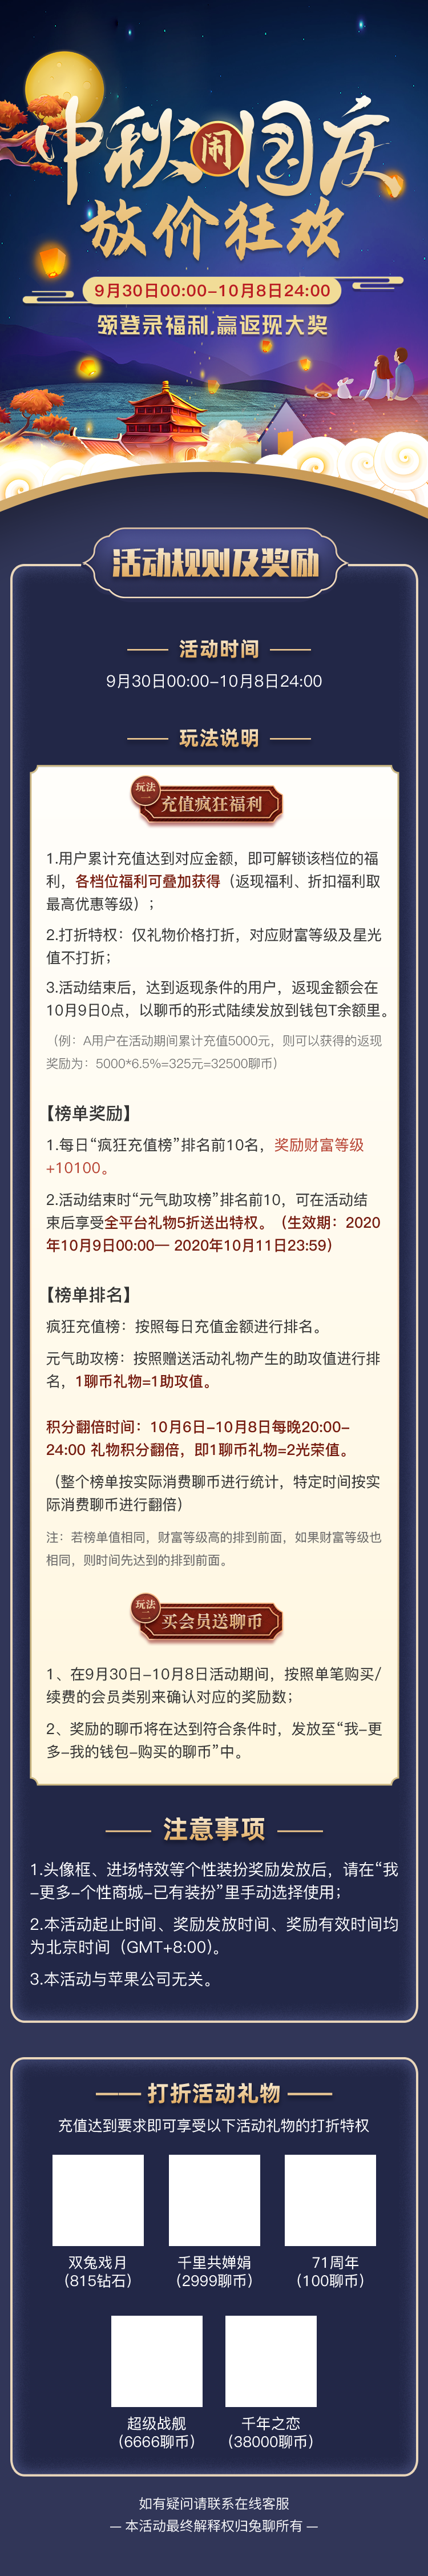 中秋闹国庆
放价狂欢
9月30日00:00-10月8日24:00
领登录福利,赢返现大奖
活动规则及奖励
活动时间
9月30日00:00-10月8日24:00
玩法说明
玩法一
充值疯狂福利
1.用户累计充值达到对应金额，即可解锁该档位的福
利，各档位福利可叠加获得（返现福利、折扣福利取
最高优惠等级）；
2.打折特权：仅礼物价格打折，对应财富等级及星光
值不打折；
3.活动结束后，达到返现条件的用户，返现金额会在
10月9日0点，以聊币的形式陆续发放到钱包T余额里。
（例：A用户在活动期间累计充值5000元，则可以获得的返现
奖励为：5000*6.5%=325元=32500聊币）
【榜单奖励】
1.每日“疯狂充值榜”排名前10名，奖励财富等级
+10100。
2.活动结束时“元气助攻榜”排名前10，可在活动结
束后享受全平台礼物5折送出特权。（生效期：2020
年10月9日00:00— 2020年10月11日23:59）
【榜单排名】
疯狂充值榜：按照每日充值金额进行排名。
元气助攻榜：按照赠送活动礼物产生的助攻值进行排
名，1聊币礼物=1助攻值。
积分翻倍时间：10月6日-10月8日每晚20:00-
24:00 礼物积分翻倍，即1聊币礼物=2光荣值。
（整个榜单按实际消费聊币进行统计，特定时间按实
际消费聊币进行翻倍）
注：若榜单值相同，财富等级高的排到前面，如果财富等级也
相同，则时间先达到的排到前面。
玩法二
买会员送聊币
1、在9月30日-10月8日活动期间，按照单笔购买/
续费的会员类别来确认对应的奖励数；
2、奖励的聊币将在达到符合条件时，发放至“我-更
多-我的钱包-购买的聊币”中。
注意事项
1.头像框、进场特效等个性装扮奖励发放后，请在“我
-更多-个性商城-已有装扮”里手动选择使用；
2.本活动起止时间、奖励发放时间、奖励有效时间均
为北京时间（GMT+8:00)。
3.本活动与苹果公司无关。
打折活动礼物
充值达到要求即可享受以下活动礼物的打折特权
双兔戏月 千里共婵娟 71周年
(815钻石) (2999聊币) (100聊币)
超级战舰 千年之恋
(6666聊币) (38000聊币)
如有疑问请联系在线客服
— 本活动最终解释权归兔聊所有 —